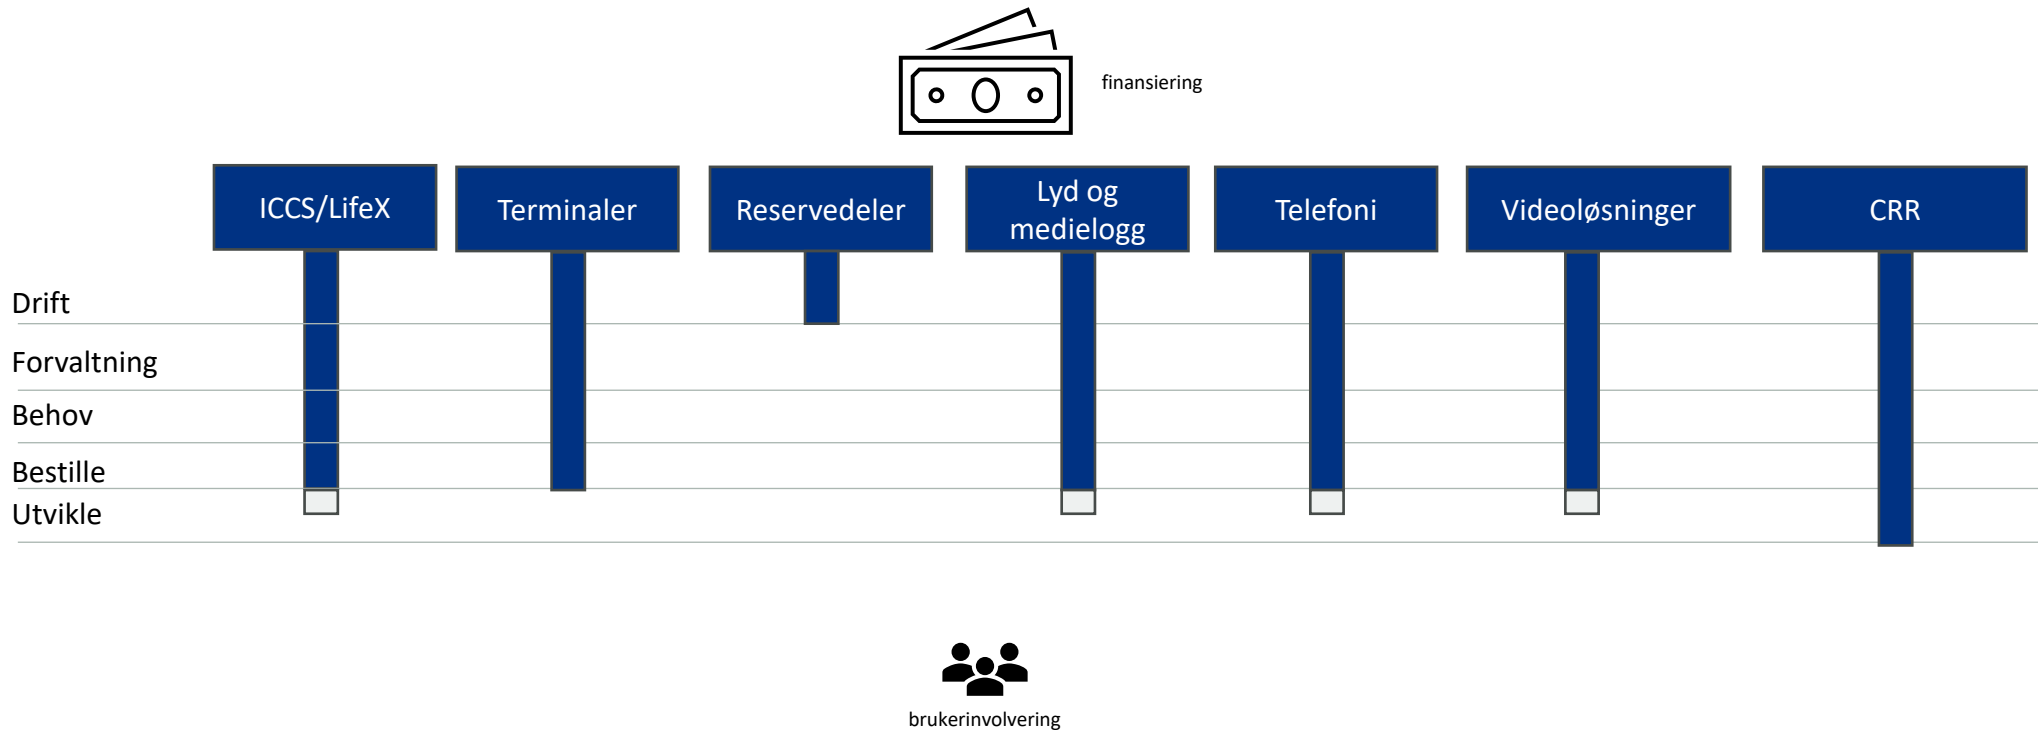 finansiering
ICCS/LifeX
Terminaler
Reservedeler
Lyd og
medielogg
Telefoni
Videoløsninger
CRR
Drift
Forvaltning
Behov
Bestille
Utvikle
brukerinvolvering